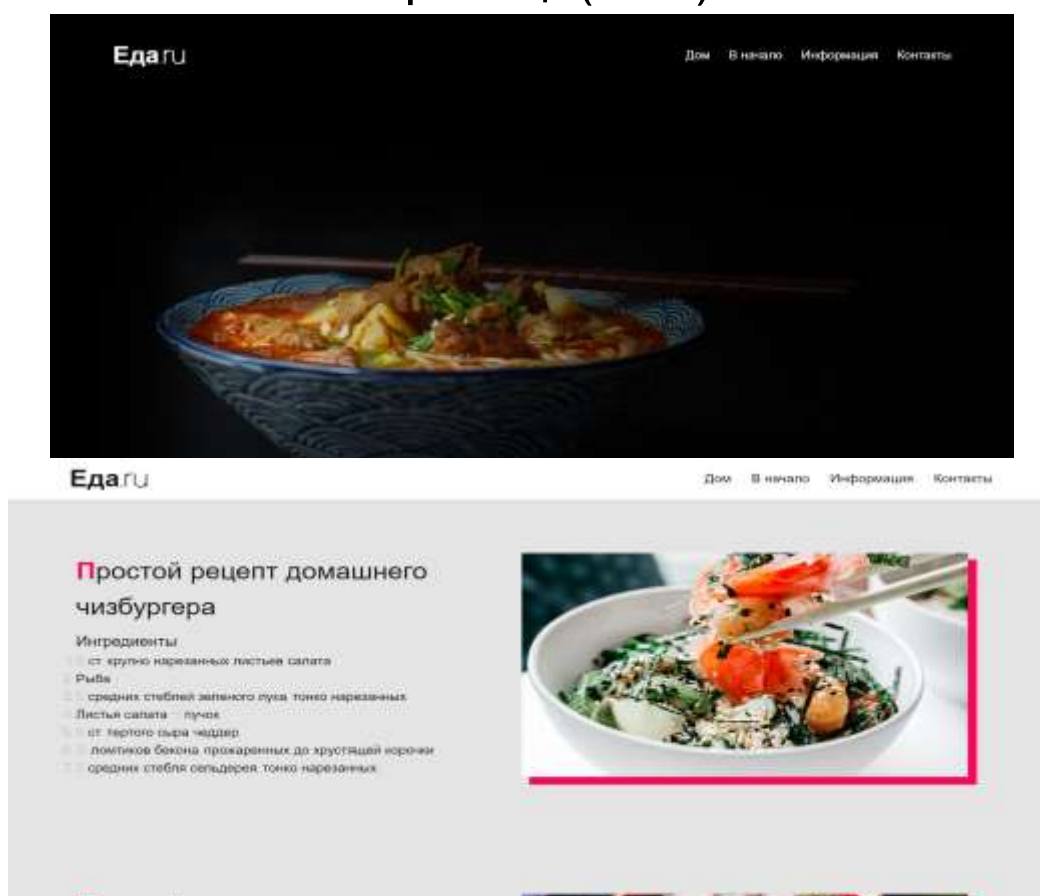 Еда.ru
Дом В начало Информация Контакты
Еда.ru
Дом В начало Информация Контакты
Простой рецепт домашнего
чизбургера
Ингредиенты
ст крупно нарезанных листьев салата
Рыба
средних стеблей зеленого лука тонко нарезанных
Листья салата пучок
ст тертого сыра чеддер
ломтиков бекона прожаренных до хрустящей корочки
средних стебля сельдерея тонко нарезанных